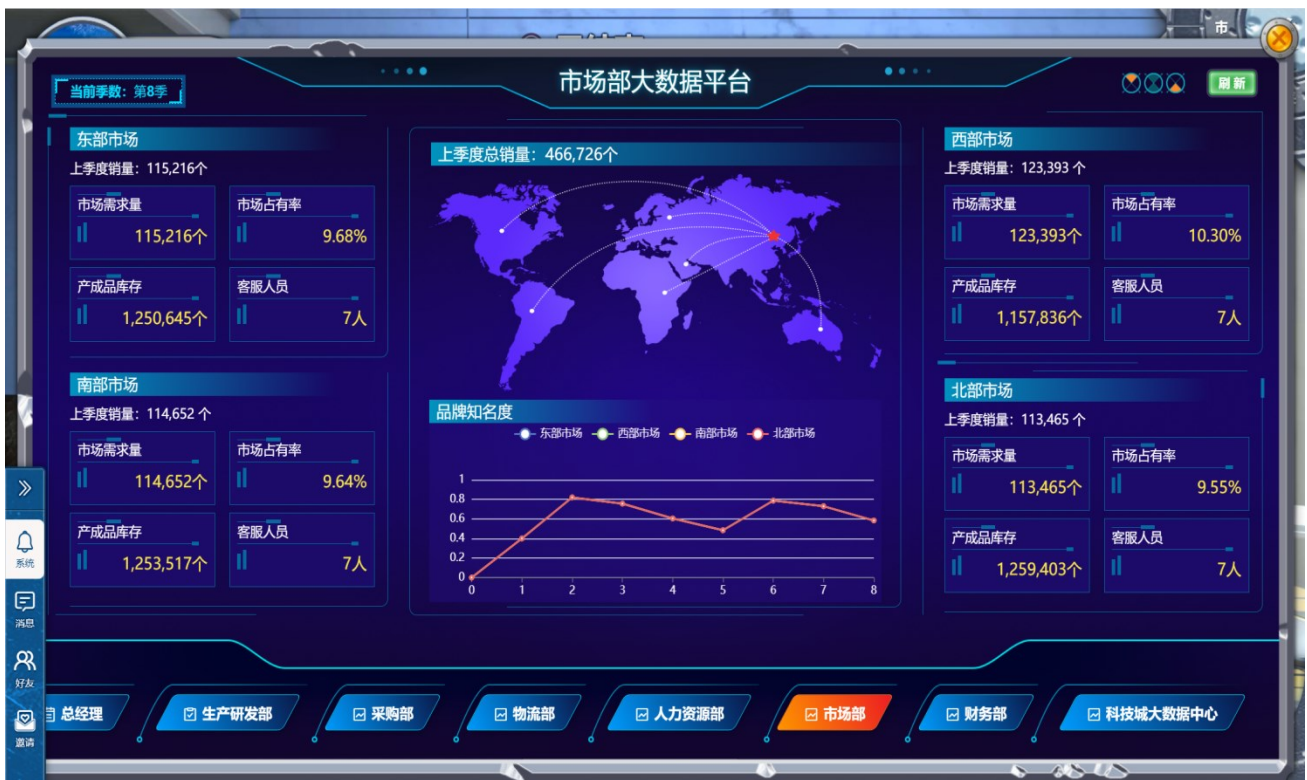 市
市场部大数据平台
当前季数：第8季
刷新
东部市场
上季度销量：115,216个
市场需求量
115,216个
市场占有率
9.68%
产成品库存
1,250,645个
客服人员
7人
南部市场
上季度销量：114,652 个
市场需求量
114,652个
市场占有率
9.64%
产成品库存
1,253,517个
客服人员
7人
上季度总销量：466,726个
品牌知名度
东部市场 西部市场 南部市场 北部市场
1
0.8
0.6
0.4
0.2
0
0 1 2 3 4 5 6 7 8
西部市场
上季度销量：123,393 个
市场需求量
123,393个
市场占有率
10.30%
产成品库存
1,157,836个
客服人员
7人
北部市场
上季度销量：113,465 个
市场需求量
113,465个
市场占有率
9.55%
产成品库存
1,259,403个
客服人员
7人
系统
消息
好友
邀请
总经理 生产研发部 采购部 物流部 人力资源部 市场部 财务部 科技城大数据中心